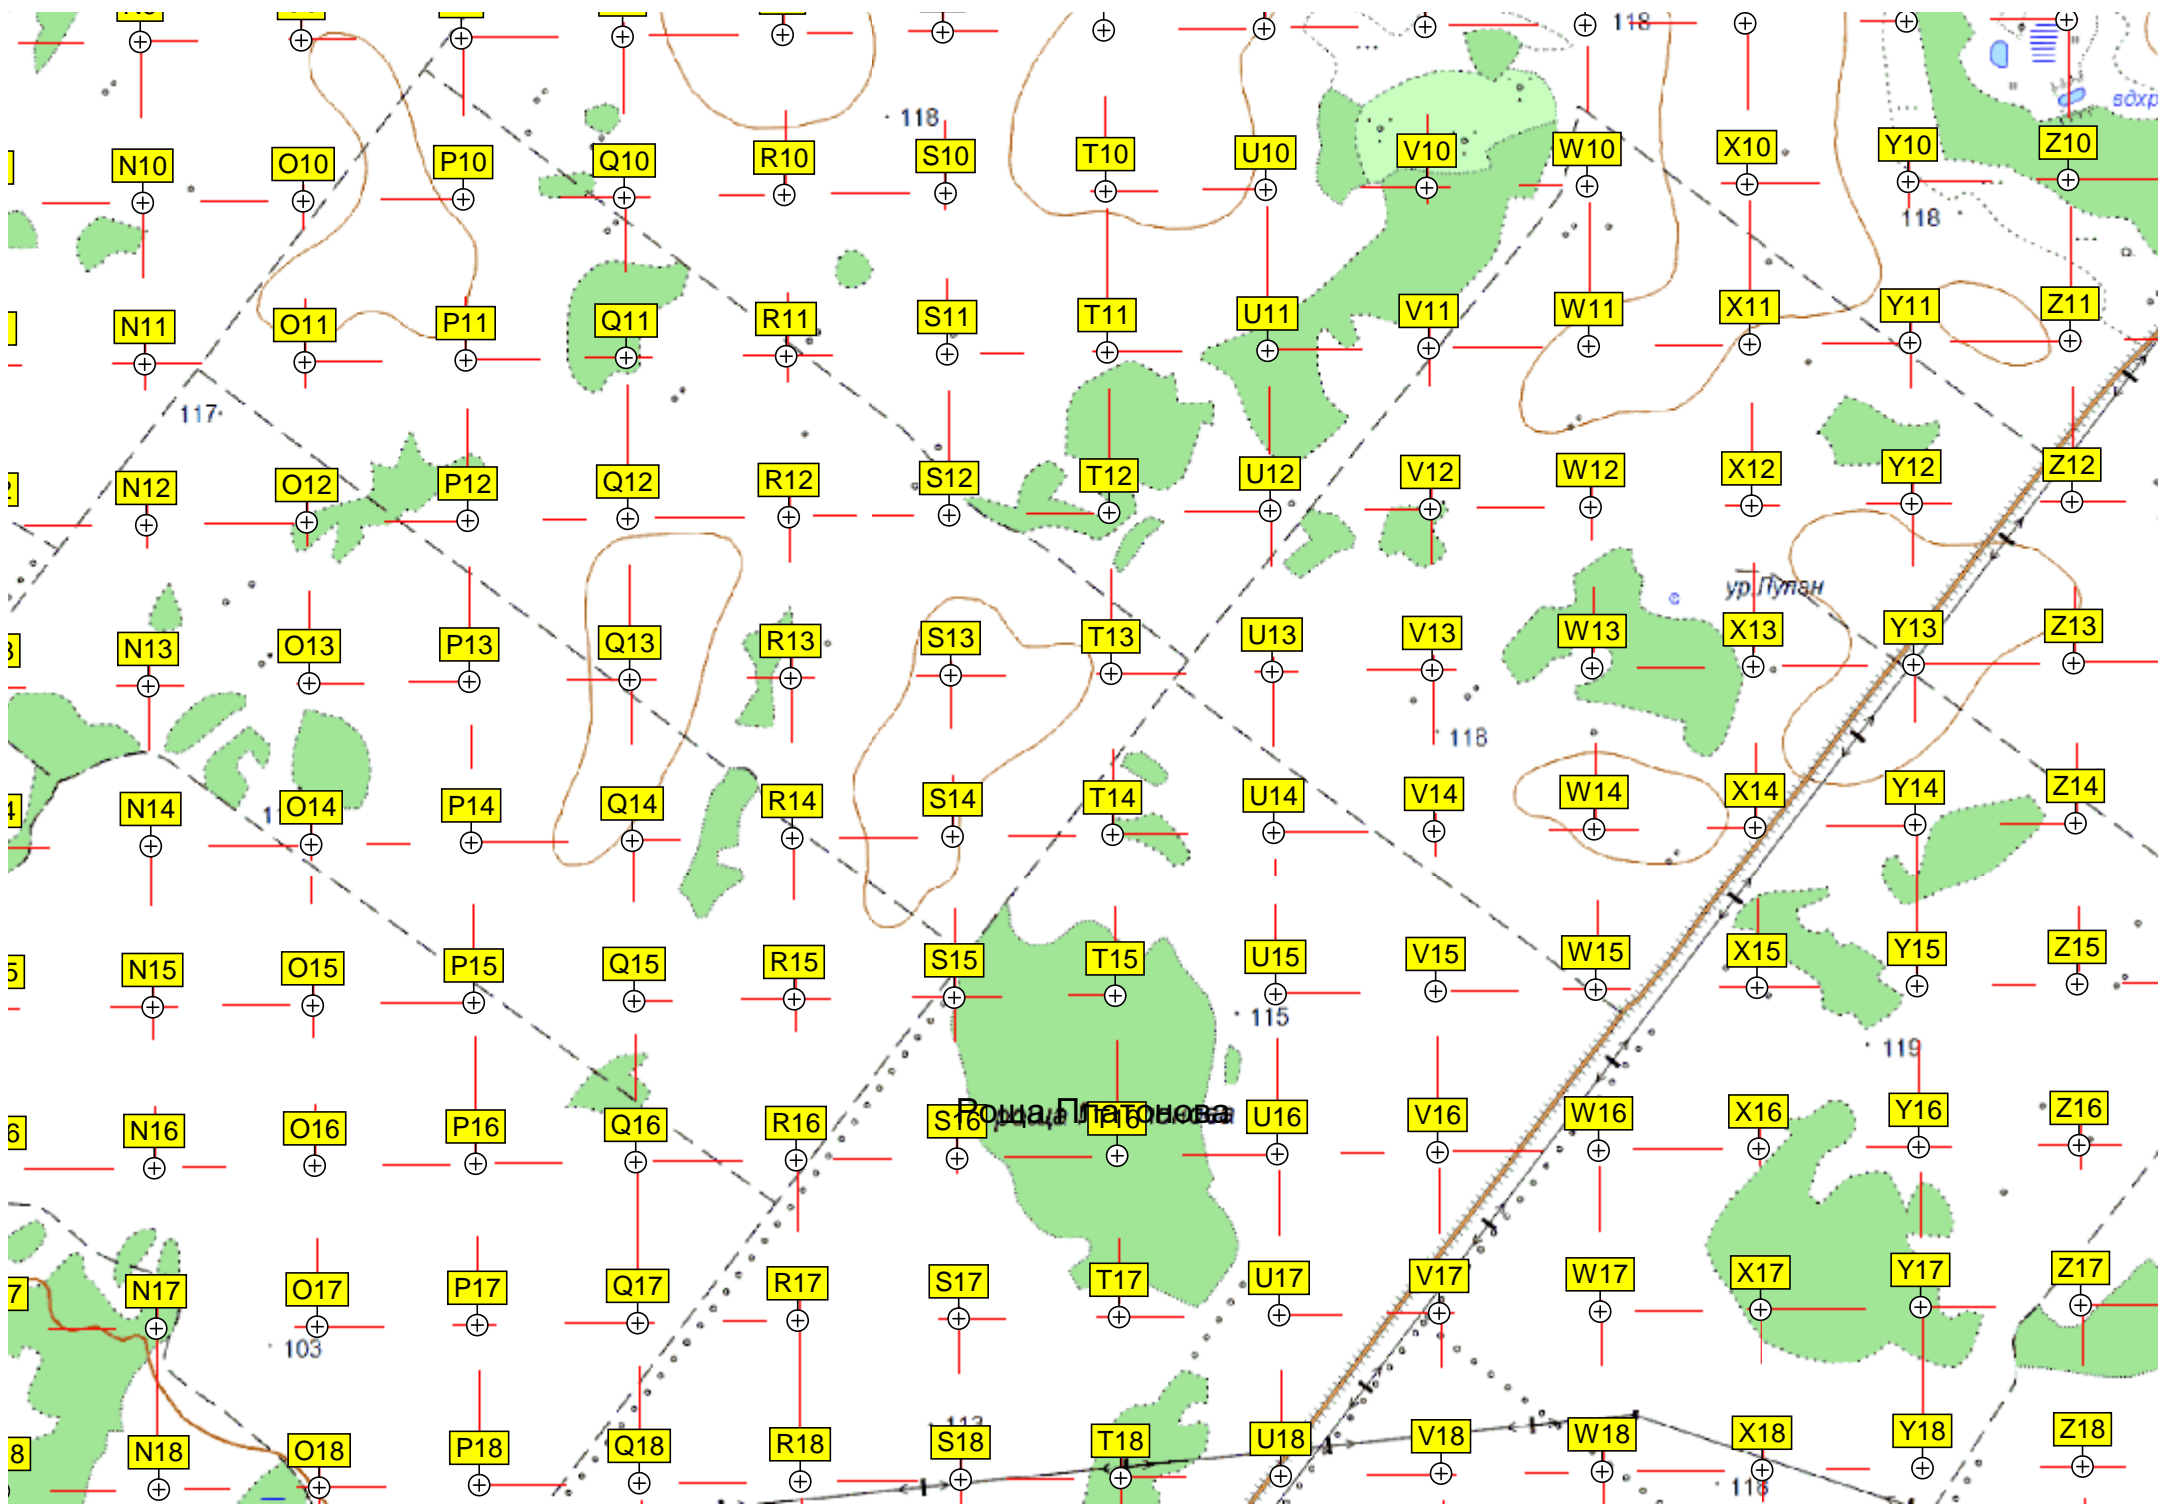 118
вдхр
118
N10 O10 P10 Q10 R10 S10 T10 U10 V10 W10 X10 Y10 Z10
118
N11 O11 P11 Q11 R11 S11 T11 U11 V11 W11 X11 Y11 Z11
117
N12 O12 P12 Q12 R12 S12 T12 U12 V12 W12 X12 Y12 Z12
ур.Лупан
N13 O13 P13 Q13 R13 S13 T13 U13 V13 W13 X13 Y13 Z13
118
N14 O14 P14 Q14 R14 S14 T14 U14 V14 W14 X14 Y14 Z14
N15 O15 P15 Q15 R15 S15 T15 U15 V15 W15 X15 Y15 Z15
115
119
N16 O16 P16 Q16 R16 S16 T16 U16 V16 W16 X16 Y16 Z16
Роща Платонова
N17 O17 P17 Q17 R17 S17 T17 U17 V17 W17 X17 Y17 Z17
103
113
N18 O18 P18 Q18 R18 S18 T18 U18 V18 W18 X18 Y18 Z18
118